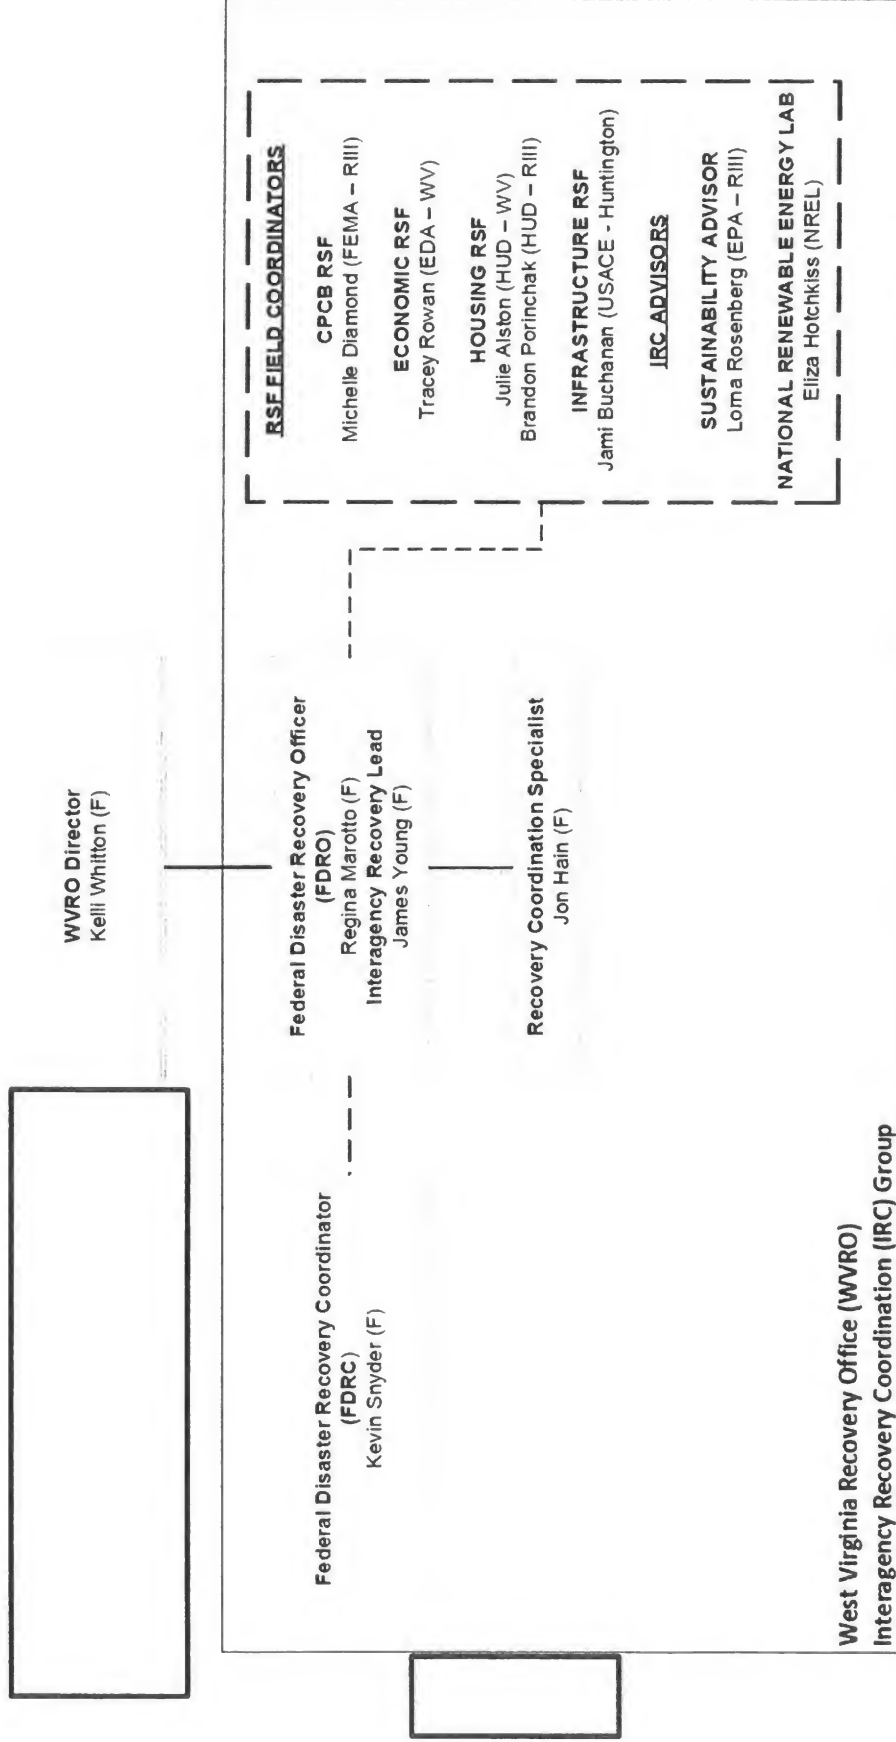 WVRO Director
Kelli Whitton (F)
Federal Disaster Recovery Officer
(FDRO)
Regina Marotto (F)
Interagency Recovery Lead
James Young (F)
Federal Disaster Recovery Coordinator
(FDRC)
Kevin Snyder (F)
Recovery Coordination Specialist
Jon Hain (F)
RSF FIELD COORDINATORS
CPCB RSF
Michelle Diamond (FEMA – RIII)
ECONOMIC RSF
Tracey Rowan (EDA – WV)
HOUSING RSF
Julie Alston (HUD – WV)
Brandon Porinchak (HUD – RIII)
INFRASTRUCTURE RSF
Jami Buchanan (USACE - Huntington)
IRC ADVISORS
SUSTAINABILITY ADVISOR
Lorna Rosenberg (EPA – RIII)
NATIONAL RENEWABLE ENERGY LAB
Eliza Hotchkiss (NREL)
West Virginia Recovery Office (WVRO)
Interagency Recovery Coordination (IRC) Group